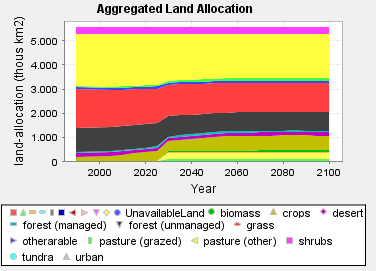 Aggregated Land Allocation
land-allocation (thous km2)
5.000
4.000
3.000
2.000
1.000
0
2000 2020 2040 2060 2080 2100
Year
UnavailableLand biomass crops desert
forest (managed) forest (unmanaged) grass
otherarable pasture (grazed) pasture (other) shrubs
tundra urban